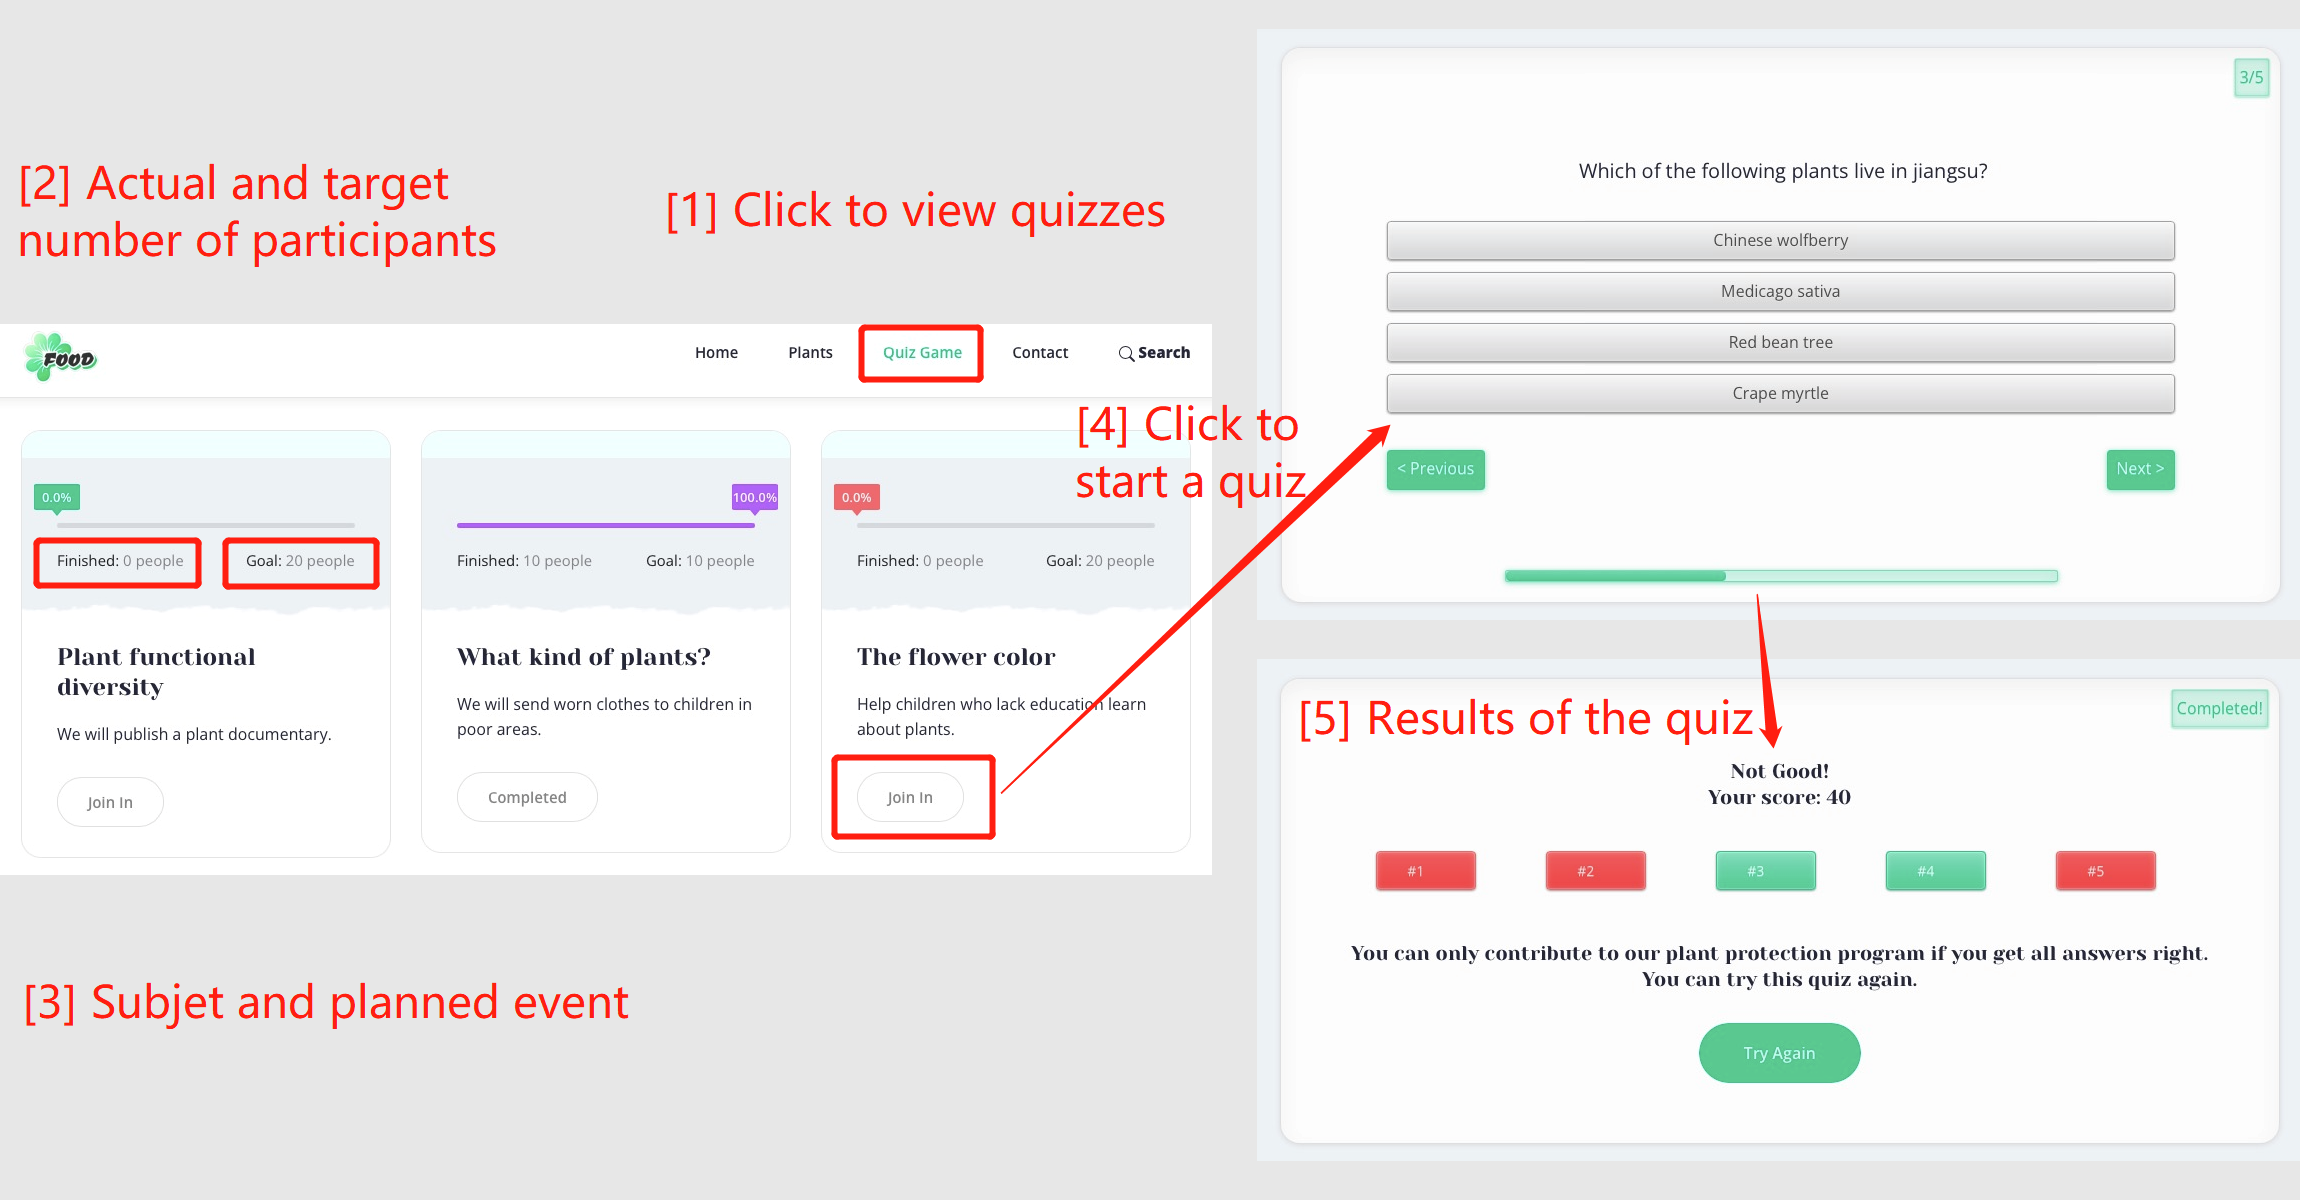 [2] Actual and target
number of participants
[1] Click to view quizzes
FOOD
Home
Plants
Quiz Game
Contact
Search
[4] Click to
start a quiz
0.0%
Finished: 0 people
Goal: 20 people
Plant functional
diversity
We will publish a plant documentary.
Join In
100.0%
Finished: 10 people
Goal: 10 people
What kind of plants?
We will send worn clothes to children in
poor areas.
Completed
0.0%
Finished: 0 people
Goal: 20 people
The flower color
Help children who lack education learn
about plants.
Join In
[3] Subjet and planned event
3/5
Which of the following plants live in jiangsu?
Chinese wolfberry
Medicago sativa
Red bean tree
Crape myrtle
< Previous
Next >
[5] Results of the quiz
Completed!
Not Good!
Your score: 40
#1
#2
#3
#4
#5
You can only contribute to our plant protection program if you get all answers right.
You can try this quiz again.
Try Again